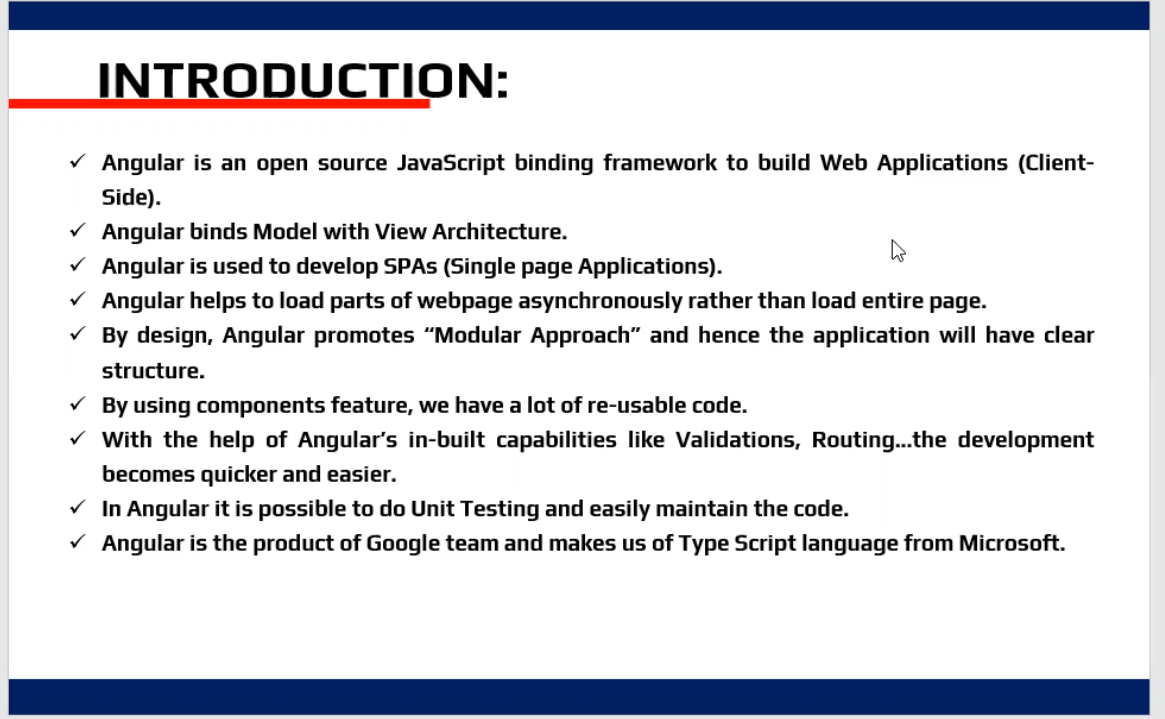 INTRODUCTION:
✓ Angular is an open source JavaScript binding framework to build Web Applications (Client-
Side).
✓ Angular binds Model with View Architecture.
✓ Angular is used to develop SPAs (Single page Applications).
✓ Angular helps to load parts of webpage asynchronously rather than load entire page.
✓ By design, Angular promotes “Modular Approach” and hence the application will have clear
structure.
✓ By using components feature, we have a lot of re-usable code.
✓ With the help of Angular’s in-built capabilities like Validations, Routing...the development
becomes quicker and easier.
✓ In Angular it is possible to do Unit Testing and easily maintain the code.
✓ Angular is the product of Google team and makes us of Type Script language from Microsoft.